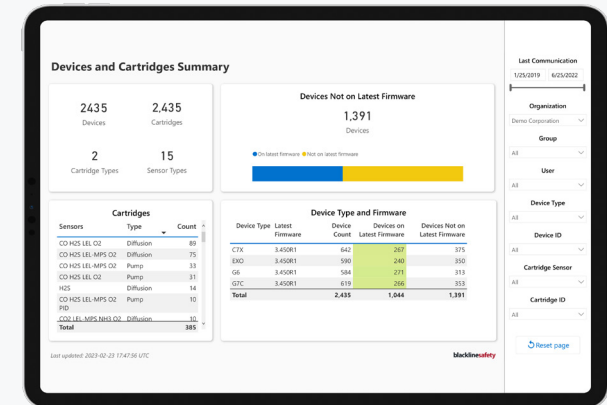 Devices and Cartridges Summary
2435
Devices
2,435
Cartridges
2
Cartridge Types
15
Sensor Types
Devices Not on Latest Firmware
1,391
Devices
On latest firmware Not on latest firmware
Cartridges
Sensors Type Count
CO H2S LEL O2 Diffusion 89
CO H2S LEL-MPS O2 Diffusion 75
CO H2S LEL-MPS O2 Pump 33
CO H2S LEL O2 Pump 31
H2S Diffusion 14
CO H2S LEL-MPS O2 Pump 10
PID
CO2 LEL-MPS NH3 O2 Diffusion 10
Total 385
Device Type and Firmware
Device Type Latest Device Devices on Devices Not on
Firmware Count Latest Firmware Latest Firmware
C7X 3.450R1 642 267 375
EXO 3.450R1 590 240 350
G6 3.450R1 584 271 313
G7C 3.450R1 619 266 353
Total 2,435 1,044 1,391
Last updated: 2023-02-23 17:47:56 UTC
blacklinesafety
Last Communication
1/25/2019 6/25/2022
Organization
Demo Corporation
Group
All
User
All
Device Type
All
Device ID
All
Cartridge Sensor
All
Cartridge ID
All
Reset page